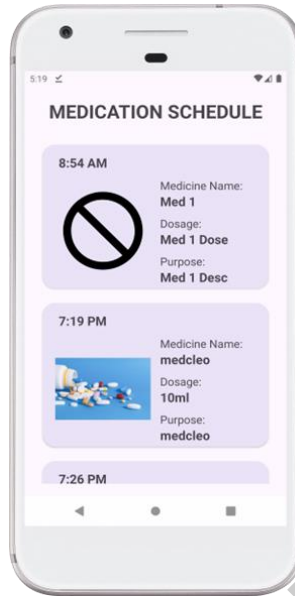 5:19
MEDICATION SCHEDULE
8:54 AM
Medicine Name:
Med 1
Dosage:
Med 1 Dose
Purpose:
Med 1 Desc
7:19 PM
Medicine Name:
medcleo
Dosage:
10ml
Purpose:
medcleo
7:26 PM